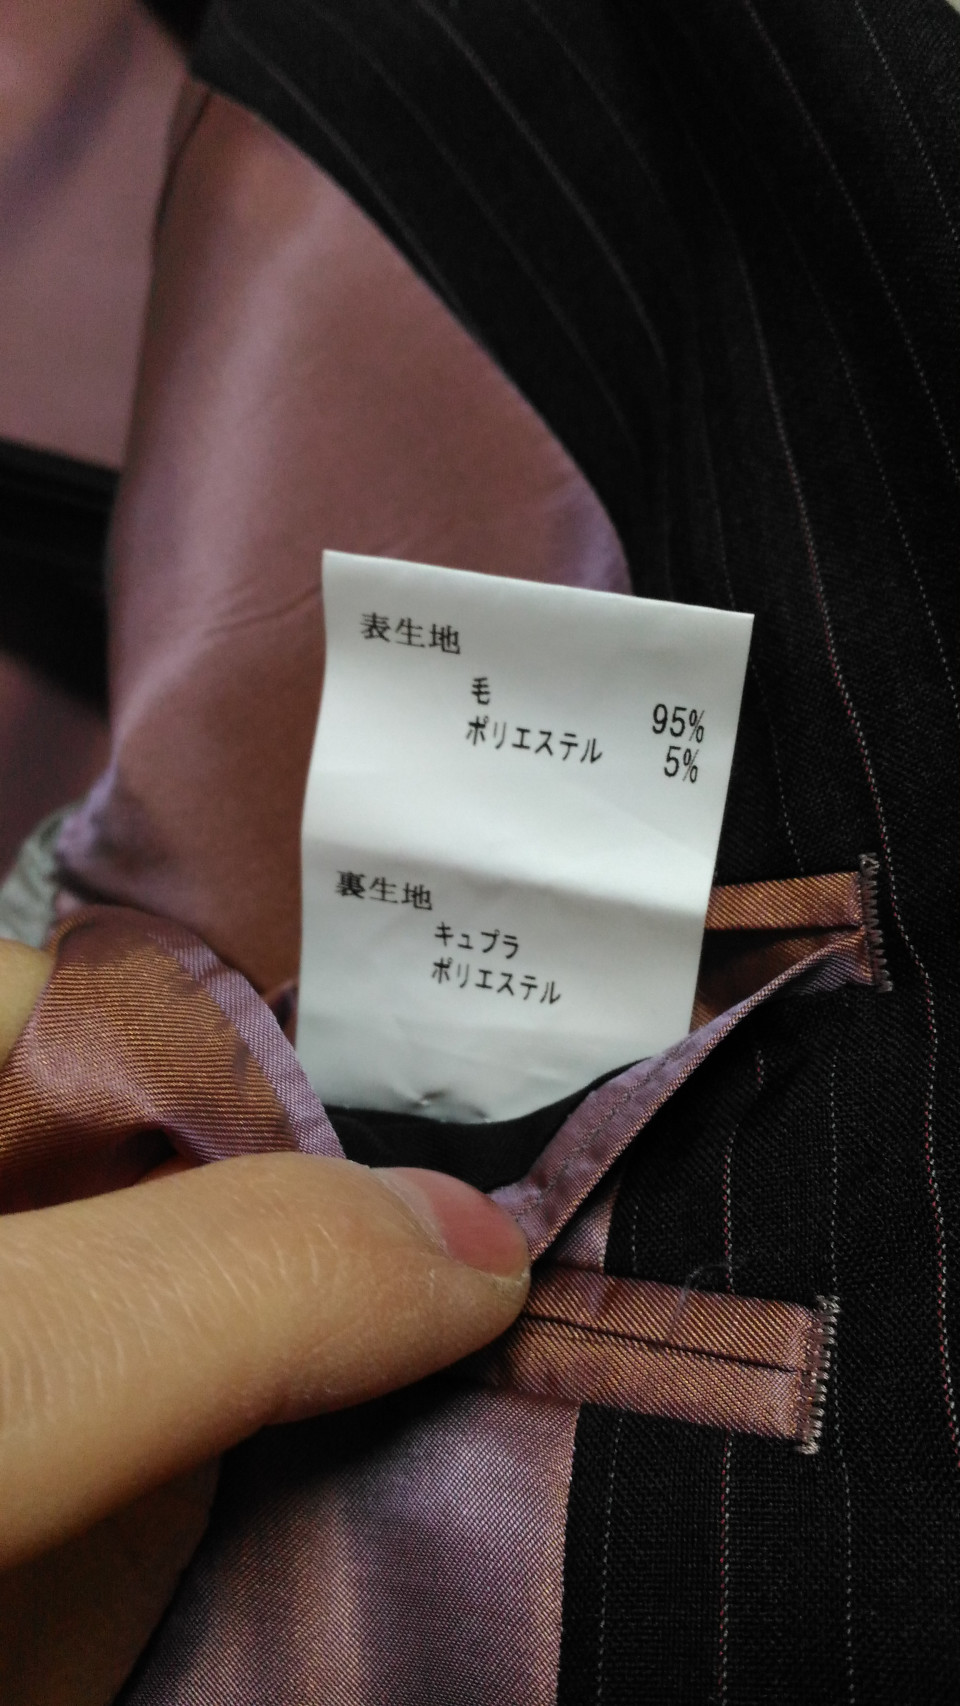 表生地
毛 95%
ポリエステル 5%
裏生地
キュプラ
ポリエステル